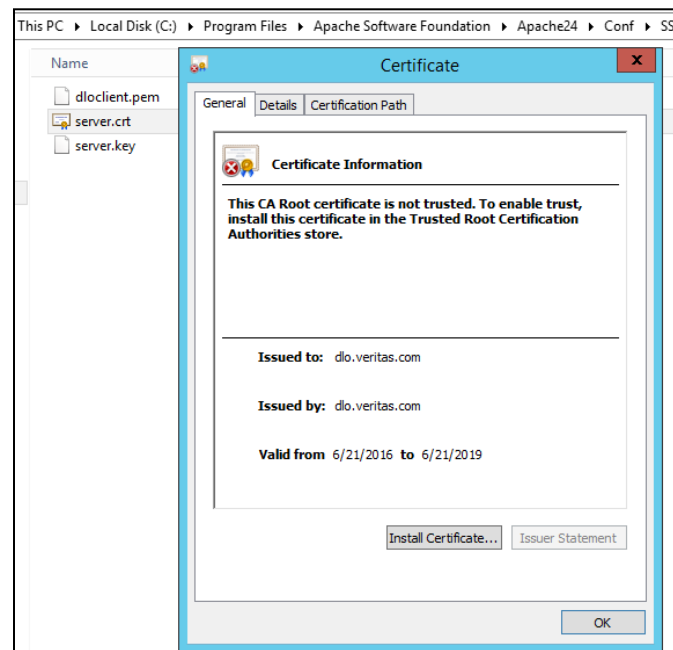 This PC ▸ Local Disk (C:) ▸ Program Files ▸ Apache Software Foundation ▸ Apache24 ▸ Conf ▸
Name
dloclient.pem
server.crt
server.key
Certificate
x
General Details Certification Path
Certificate Information
This CA Root certificate is not trusted. To enable trust,
install this certificate in the Trusted Root Certification
Authorities store.
Issued to: dlo.veritas.com
Issued by: dlo.veritas.com
Valid from 6/21/2016 to 6/21/2019
Install Certificate... Issuer Statement
OK